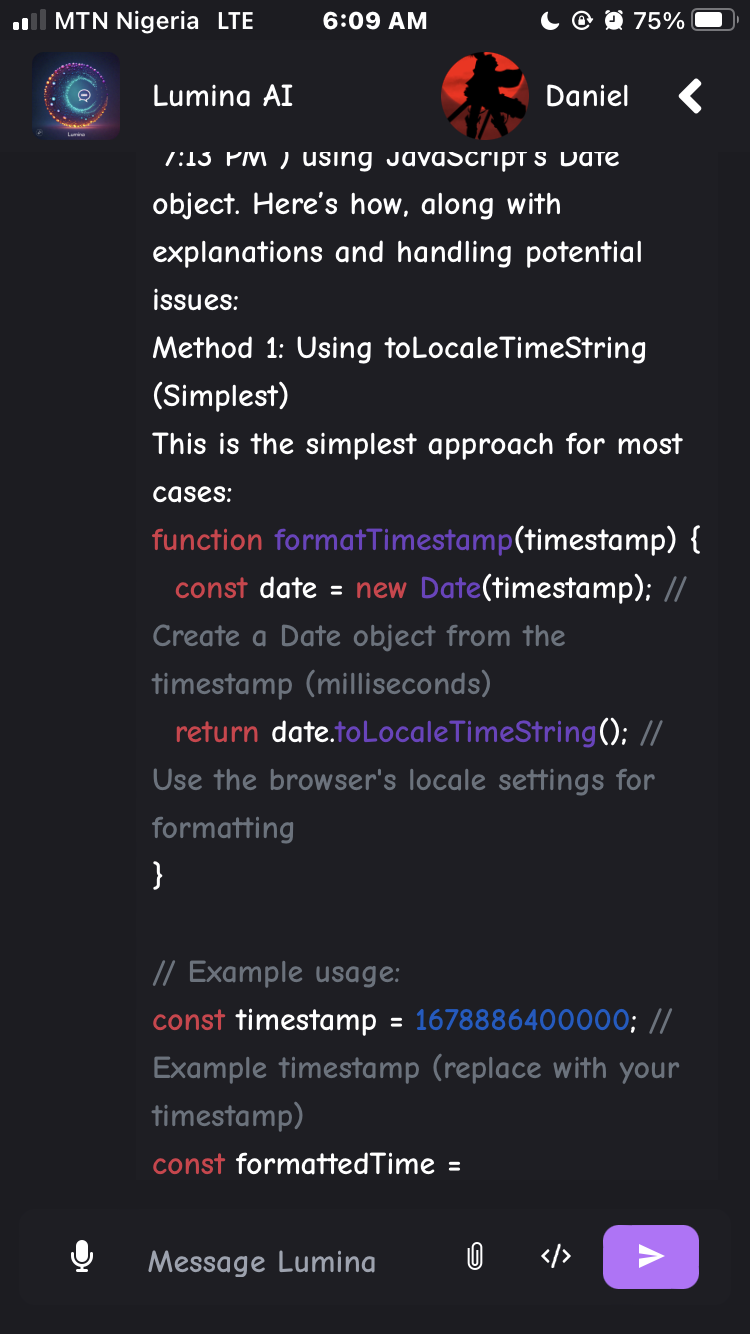 MTN Nigeria LTE 6:09 AM 75%
Lumina AI Daniel
7:13 PM ) using JavaScript's Date
object. Here's how, along with
explanations and handling potential
issues:
Method 1: Using toLocaleTimeString
(Simplest)
This is the simplest approach for most
cases:
function formatTimestamp(timestamp) {
const date = new Date(timestamp); //
Create a Date object from the
timestamp (milliseconds)
return date.toLocaleTimeString(); //
Use the browser's locale settings for
formatting
}
// Example usage:
const timestamp = 1678886400000; //
Example timestamp (replace with your
timestamp)
const formattedTime =
Message Lumina </>